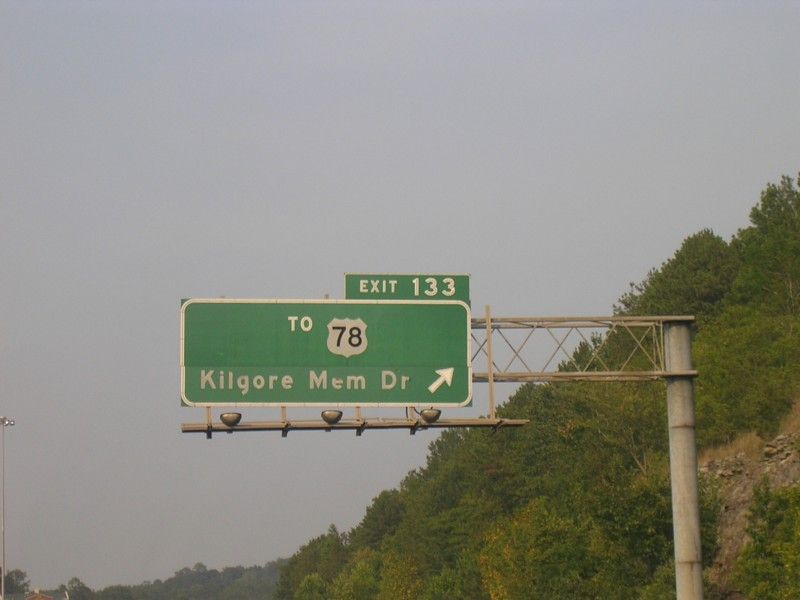 EXIT 133
TO 78
Kilgore Mem Dr